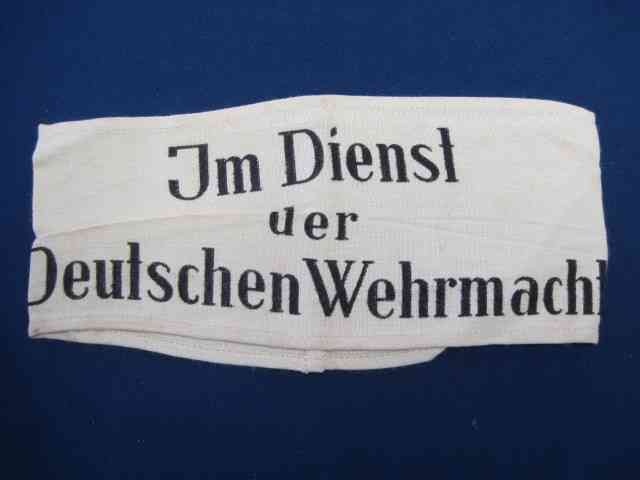 Im Dienst
der
Deutschen Wehrmacht